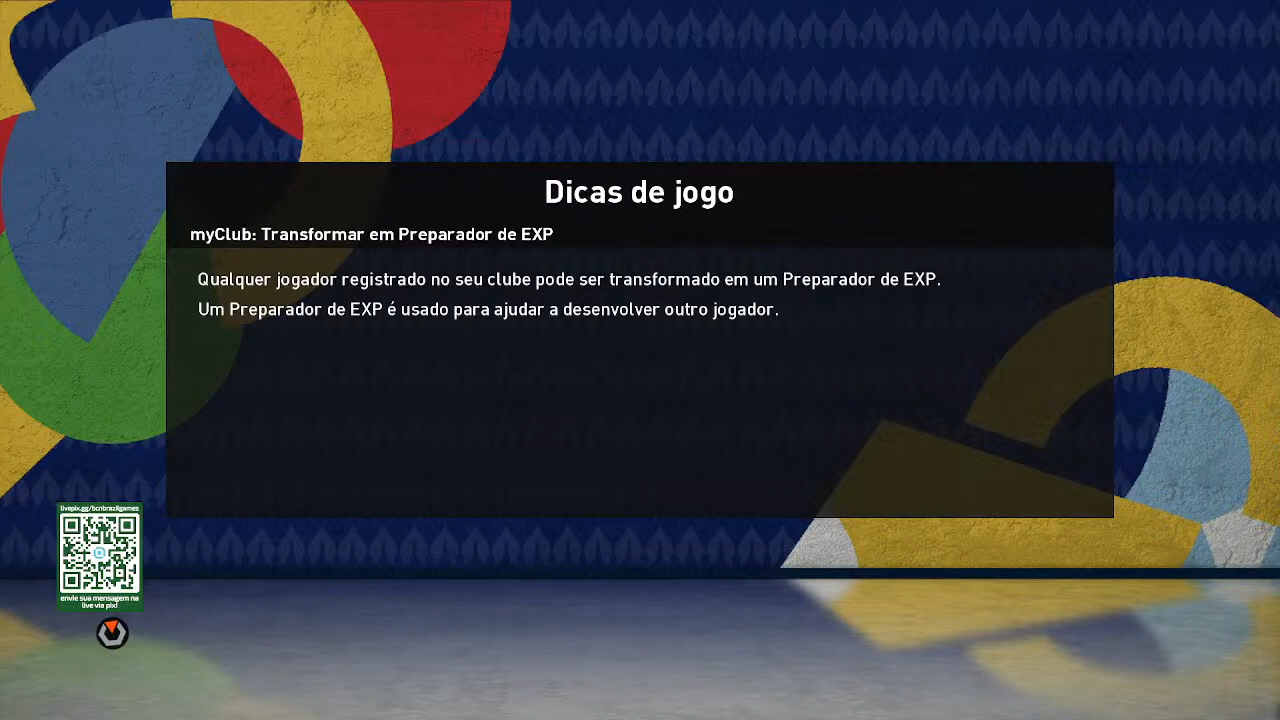 Dicas de jogo
myClub: Transformar em Preparador de EXP
Qualquer jogador registrado no seu clube pode ser transformado em um Preparador de EXP.
Um Preparador de EXP é usado para ajudar a desenvolver outro jogador.
livepix.gg/bcnbrazilgames
envie sua mensagem na
live via pix!